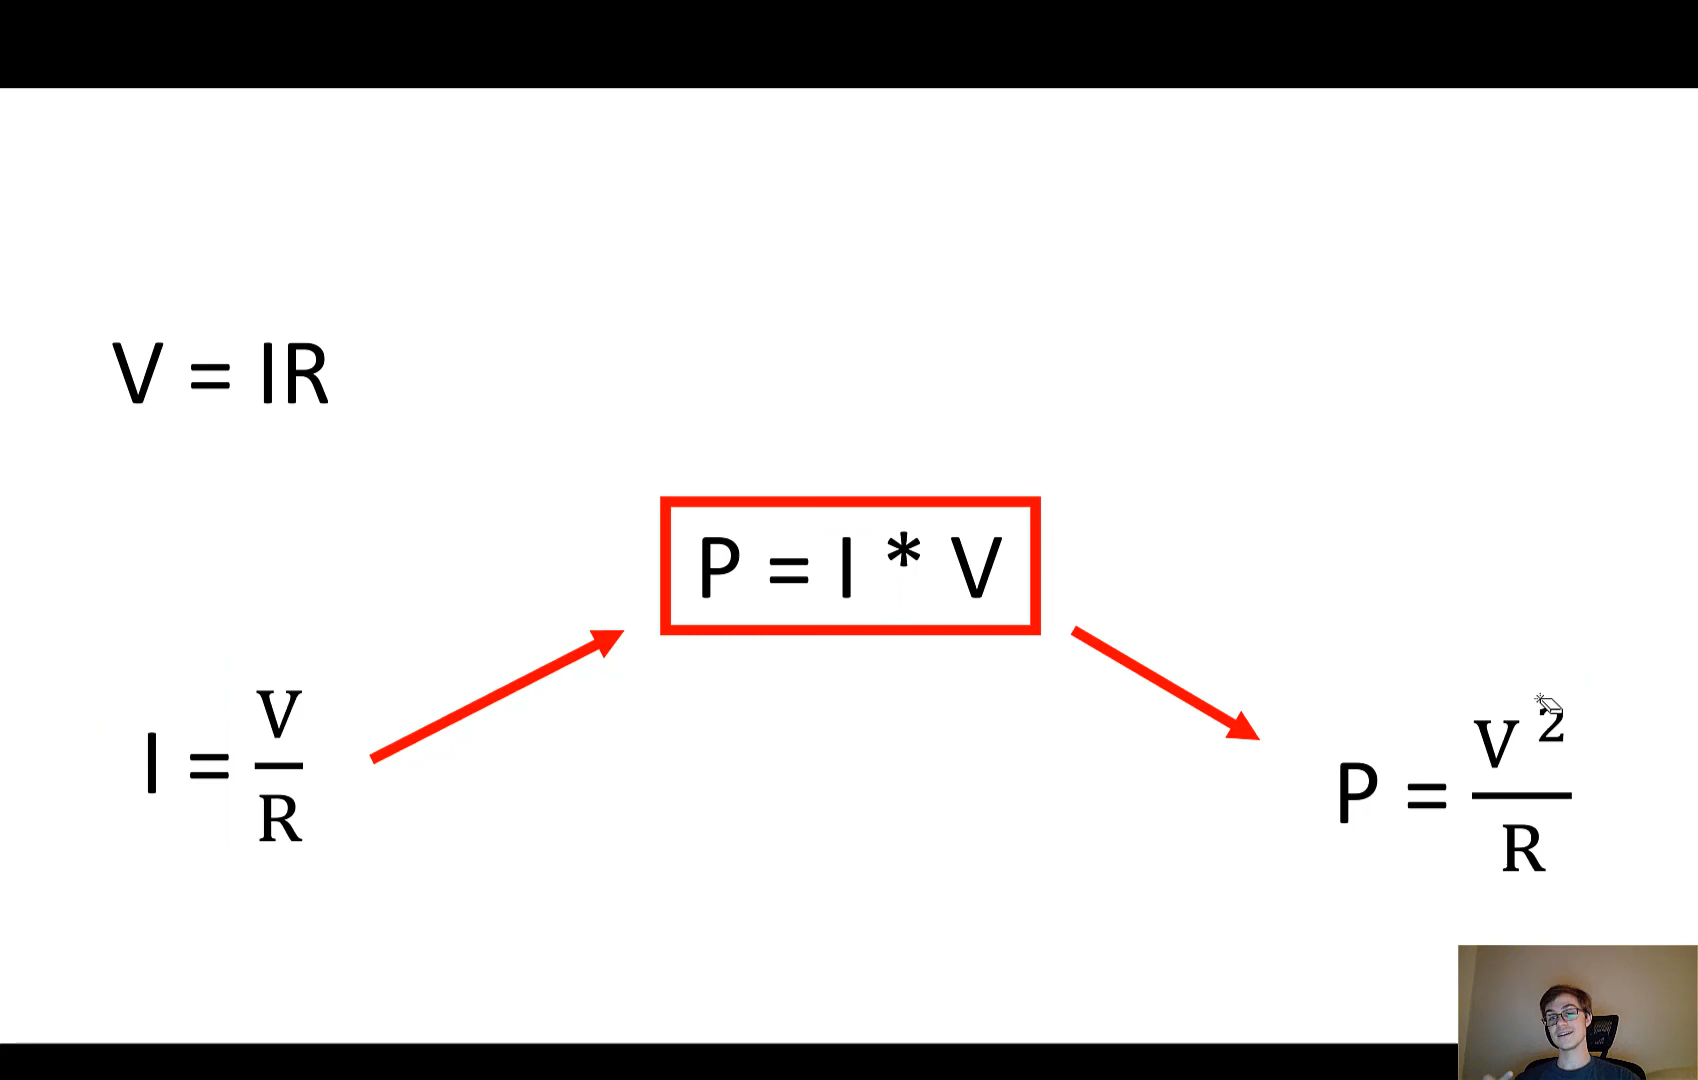 V = IR
P = I * V
I = V/R
P = V²/R